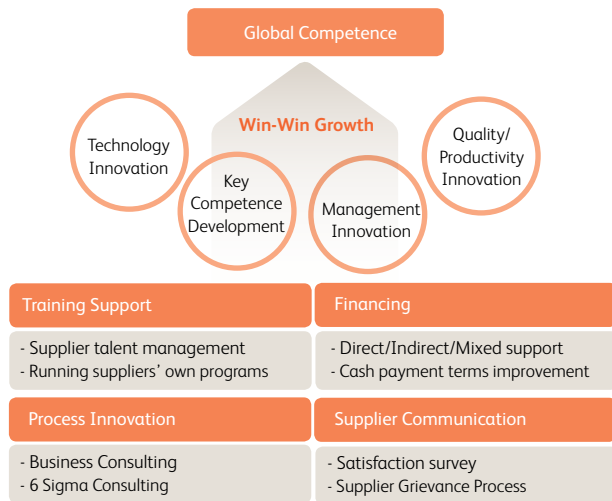 Global Competence
Win-Win Growth
Technology
Innovation
Key
Competence
Development
Management
Innovation
Quality/
Productivity
Innovation
Training Support
- Supplier talent management
- Running suppliers’ own programs
Financing
- Direct/Indirect/Mixed support
- Cash payment terms improvement
Process Innovation
- Business Consulting
- 6 Sigma Consulting
Supplier Communication
- Satisfaction survey
- Supplier Grievance Process